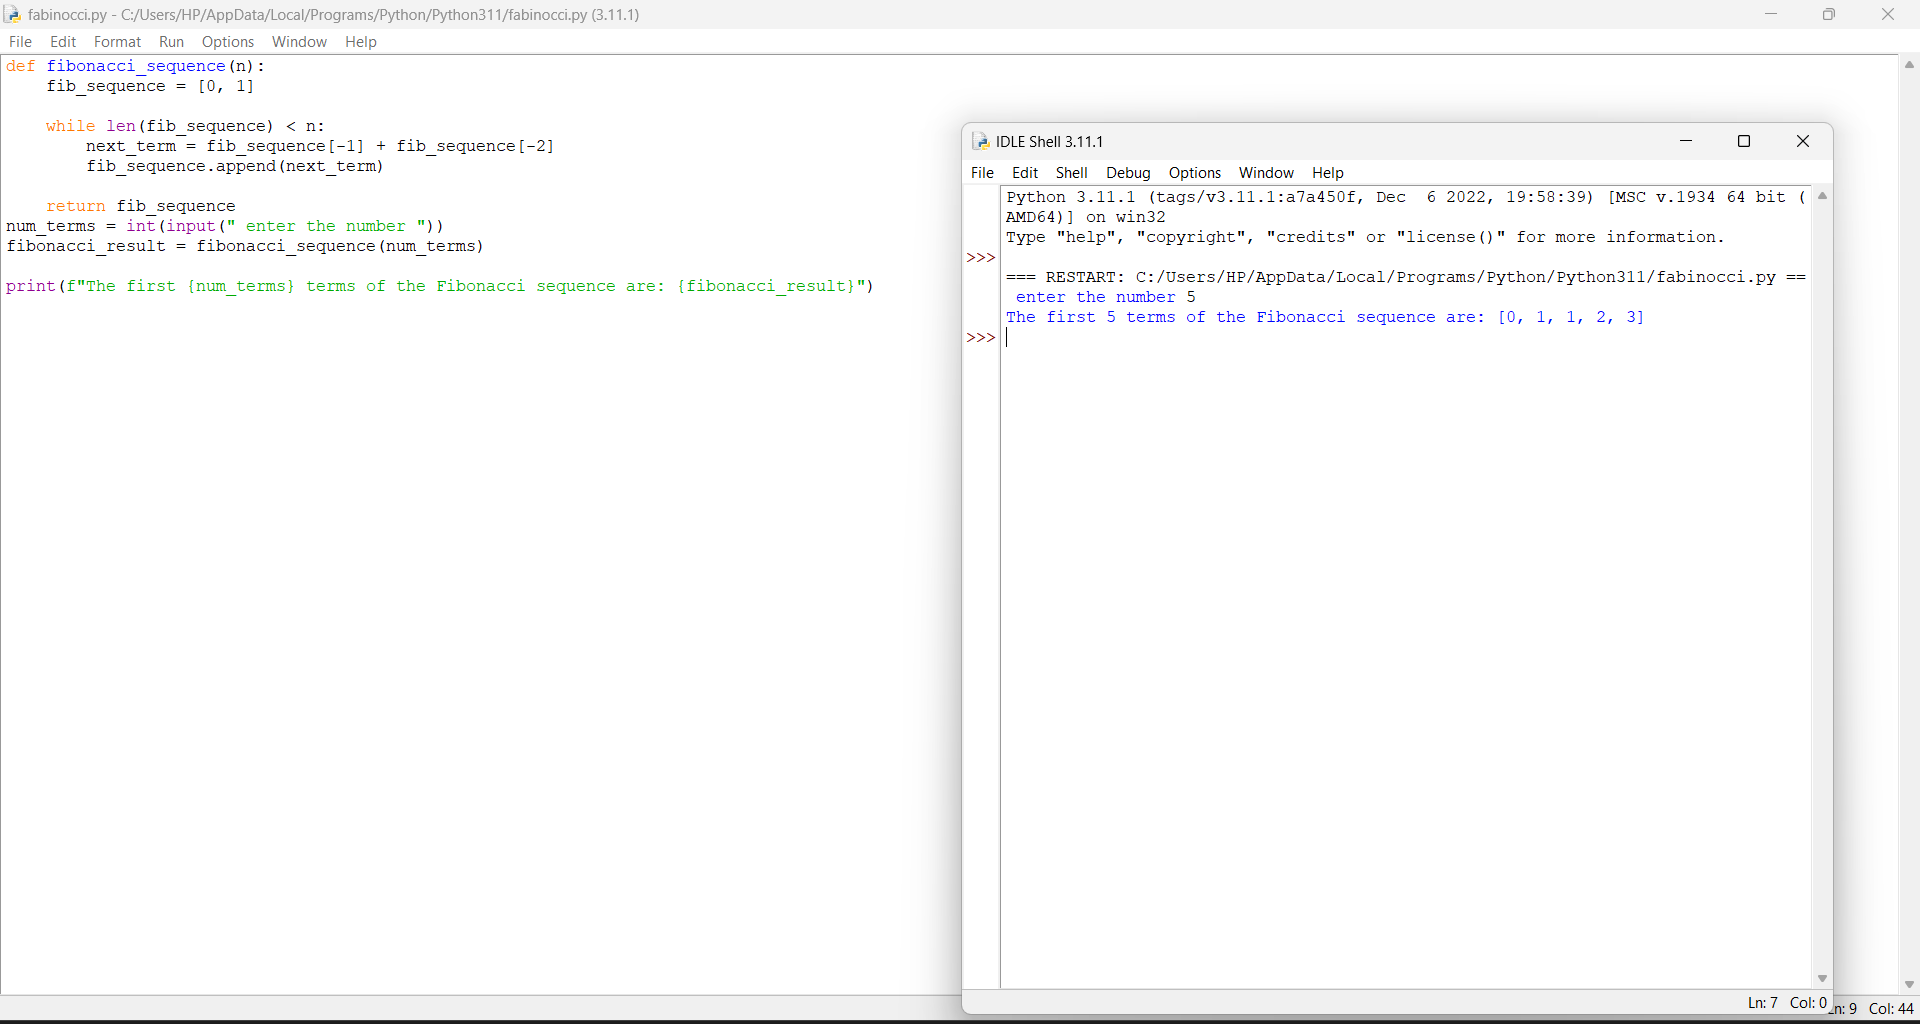 fabinocci.py - C:/Users/HP/AppData/Local/Programs/Python/Python311/fabinocci.py (3.11.1)
File Edit Format Run Options Window Help
def fibonacci_sequence(n):
    fib_sequence = [0, 1]

    while len(fib_sequence) < n:
        next_term = fib_sequence[-1] + fib_sequence[-2]
        fib_sequence.append(next_term)

    return fib_sequence
num_terms = int(input(" enter the number "))
fibonacci_result = fibonacci_sequence(num_terms)

print(f"The first {num_terms} terms of the Fibonacci sequence are: {fibonacci_result}")
IDLE Shell 3.11.1
File Edit Shell Debug Options Window Help
Python 3.11.1 (tags/v3.11.1:a7a450f, Dec  6 2022, 19:58:39) [MSC v.1934 64 bit (
AMD64)] on win32
Type "help", "copyright", "credits" or "license()" for more information.
>>>
=== RESTART: C:/Users/HP/AppData/Local/Programs/Python/Python311/fabinocci.py ==
 enter the number 5
The first 5 terms of the Fibonacci sequence are: [0, 1, 1, 2, 3]
>>>
Ln: 7 Col: 0
n: 9 Col: 44